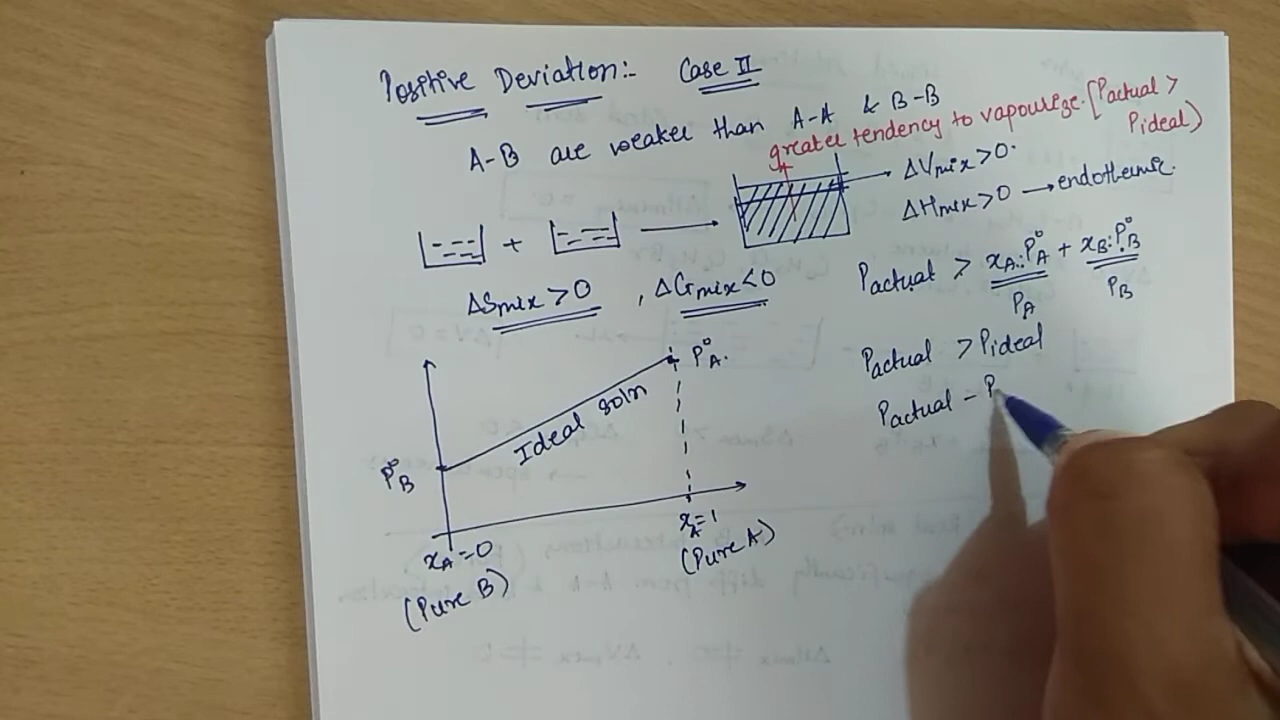 Positive Deviation:- Case II
A-B are weaker than A-A & B-B
greater tendency to vapourize. [Pactual >
Pideal)
ΔVmix>0.
ΔHmix>0 → endothermic.
+
ΔSmix>0 , ΔGmix<0
Pactual > xA.P°A + xB.P°B
PA PB
Pactual > Pideal
Pactual - P
P°A.
Ideal soln
P°B
xA=0
(Pure B)
xA=1
(Pure A)